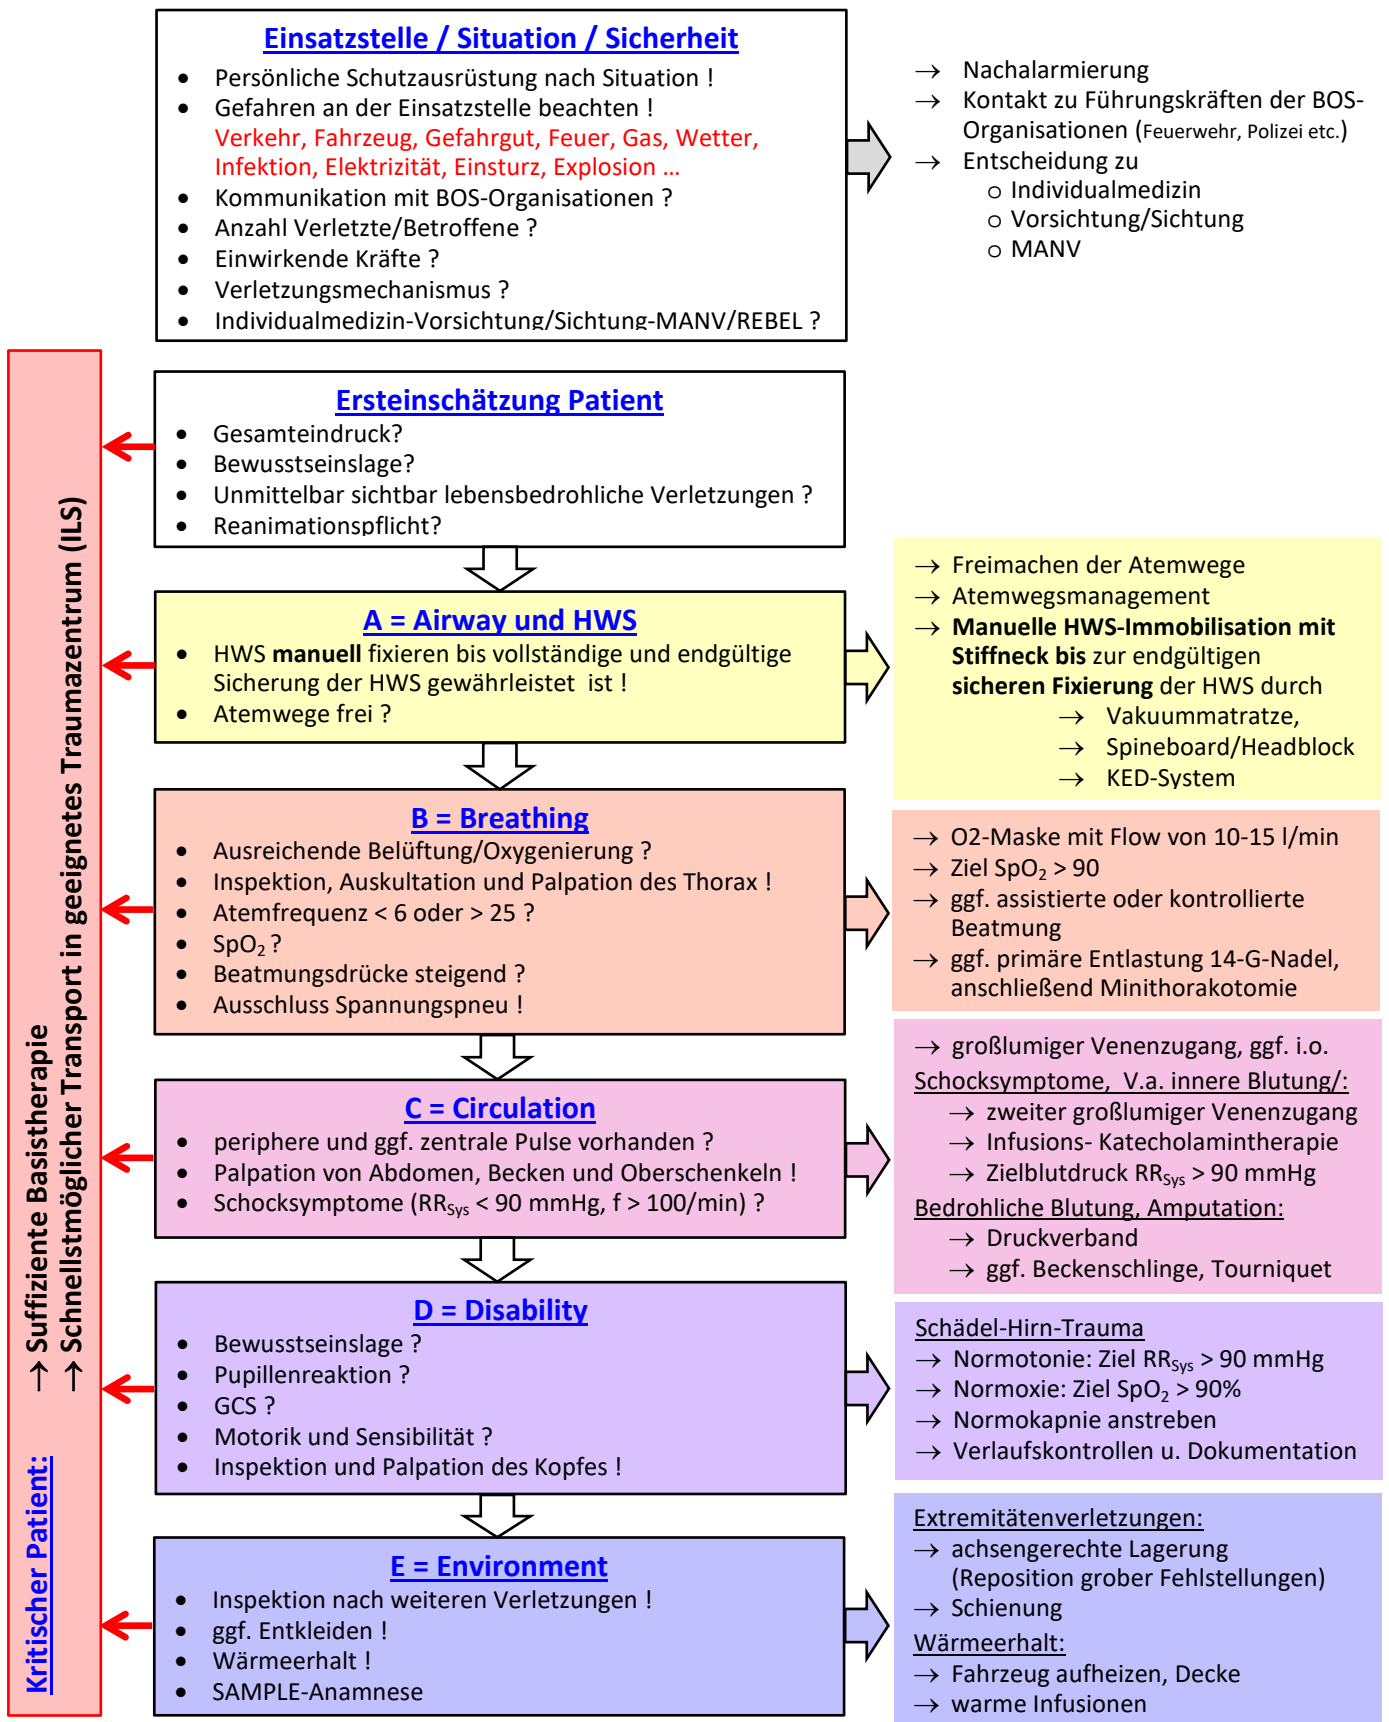 Einsatzstelle / Situation / Sicherheit
• Persönliche Schutzausrüstung nach Situation !
• Gefahren an der Einsatzstelle beachten !
Verkehr, Fahrzeug, Gefahrgut, Feuer, Gas, Wetter,
Infektion, Elektrizität, Einsturz, Explosion …
• Kommunikation mit BOS-Organisationen ?
• Anzahl Verletzte/Betroffene ?
• Einwirkende Kräfte ?
• Verletzungsmechanismus ?
• Individualmedizin-Vorsichtung/Sichtung-MANV/REBEL ?
→ Nachalarmierung
→ Kontakt zu Führungskräften der BOS-
Organisationen (Feuerwehr, Polizei etc.)
→ Entscheidung zu
o Individualmedizin
o Vorsichtung/Sichtung
o MANV
Kritischer Patient: → Suffiziente Basistherapie
→ Schnellstmöglicher Transport in geeignetes Traumazentrum (ILS)
Ersteinschätzung Patient
• Gesamteindruck?
• Bewusstseinslage?
• Unmittelbar sichtbar lebensbedrohliche Verletzungen ?
• Reanimationspflicht?
A = Airway und HWS
• HWS manuell fixieren bis vollständige und endgültige
Sicherung der HWS gewährleistet  ist !
• Atemwege frei ?
→ Freimachen der Atemwege
→ Atemwegsmanagement
→ Manuelle HWS-Immobilisation mit
Stiffneck bis zur endgültigen
sicheren Fixierung der HWS durch
→ Vakuummatratze,
→ Spineboard/Headblock
→ KED-System
B = Breathing
• Ausreichende Belüftung/Oxygenierung ?
• Inspektion, Auskultation und Palpation des Thorax !
• Atemfrequenz < 6 oder > 25 ?
• SpO₂ ?
• Beatmungsdrücke steigend ?
• Ausschluss Spannungspneu !
→ O2-Maske mit Flow von 10-15 l/min
→ Ziel SpO₂ > 90
→ ggf. assistierte oder kontrollierte
Beatmung
→ ggf. primäre Entlastung 14-G-Nadel,
anschließend Minithorakotomie
C = Circulation
• periphere und ggf. zentrale Pulse vorhanden ?
• Palpation von Abdomen, Becken und Oberschenkeln !
• Schocksymptome (RRSys < 90 mmHg, f > 100/min) ?
→ großlumiger Venenzugang, ggf. i.o.
Schocksymptome,  V.a. innere Blutung/:
→ zweiter großlumiger Venenzugang
→ Infusions- Katecholamintherapie
→ Zielblutdruck RRSys > 90 mmHg
Bedrohliche Blutung, Amputation:
→ Druckverband
→ ggf. Beckenschlinge, Tourniquet
D = Disability
• Bewusstseinslage ?
• Pupillenreaktion ?
• GCS ?
• Motorik und Sensibilität ?
• Inspektion und Palpation des Kopfes !
Schädel-Hirn-Trauma
→ Normotonie: Ziel RRSys > 90 mmHg
→ Normoxie: Ziel SpO₂ > 90%
→ Normokapnie anstreben
→ Verlaufskontrollen u. Dokumentation
E = Environment
• Inspektion nach weiteren Verletzungen !
• ggf. Entkleiden !
• Wärmeerhalt !
• SAMPLE-Anamnese
Extremitätenverletzungen:
→ achsengerechte Lagerung
(Reposition grober Fehlstellungen)
→ Schienung
Wärmeerhalt:
→ Fahrzeug aufheizen, Decke
→ warme Infusionen